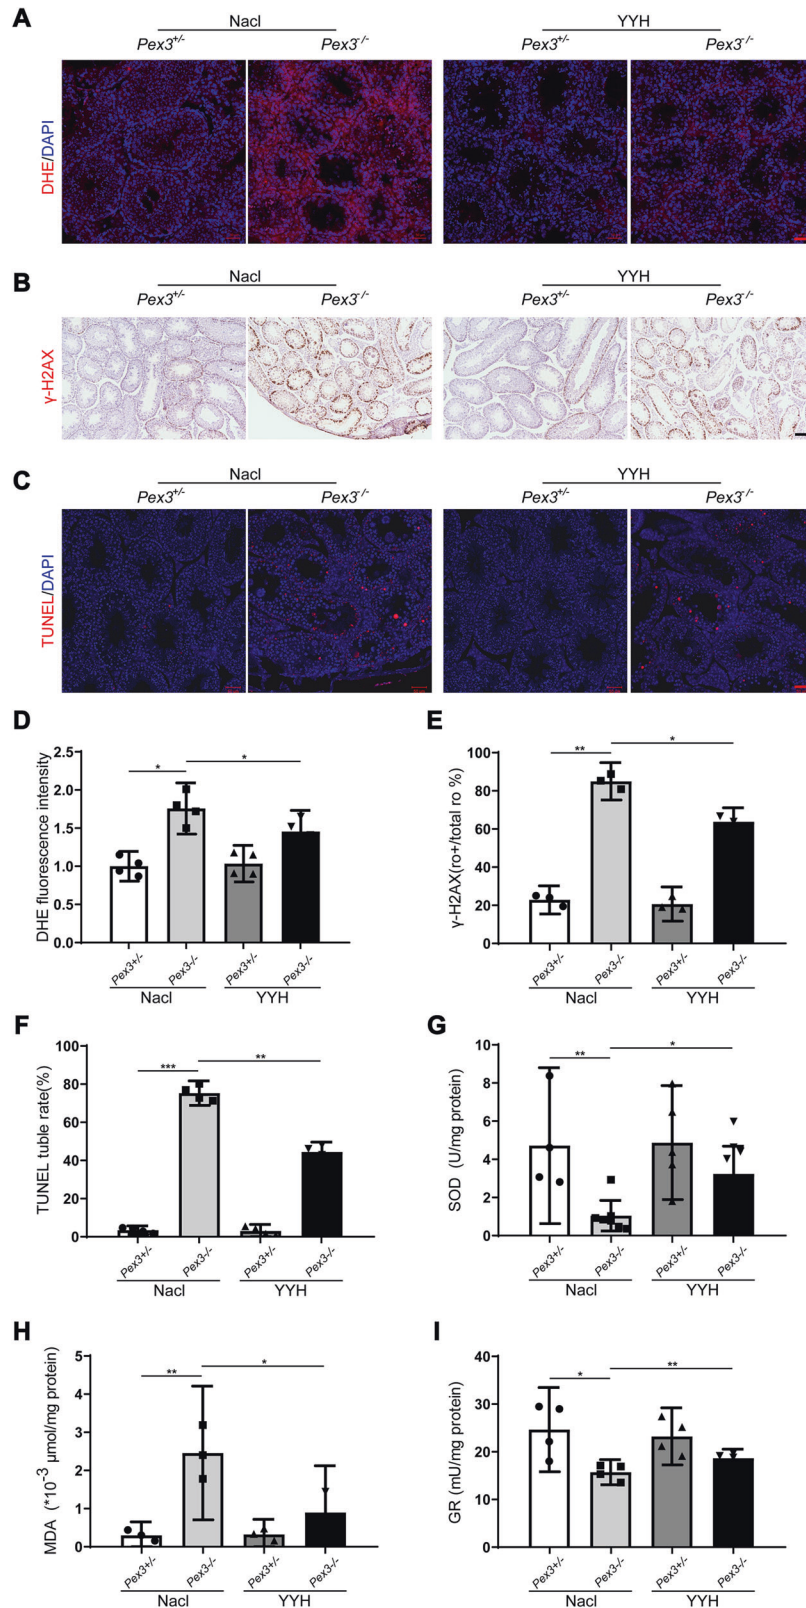 A
Nacl YYH
Pex3+/- Pex3-/- Pex3+/- Pex3-/-
DHE/DAPI
B
Nacl YYH
Pex3+/- Pex3-/- Pex3+/- Pex3-/-
γ-H2AX
C
Nacl YYH
Pex3+/- Pex3-/- Pex3+/- Pex3-/-
TUNEL/DAPI
D
DHE fluorescence intensity
2.5
2.0
1.5
1.0
0.5
0.0
* *
Pex3+/- Pex3-/- Pex3+/- Pex3-/-
Nacl YYH
E
γ-H2AX(ro+/total ro %)
100
80
60
40
20
0
** *
Pex3+/- Pex3-/- Pex3+/- Pex3-/-
Nacl YYH
F
TUNEL tuble rate(%)
100
80
60
40
20
0
*** **
Pex3+/- Pex3-/- Pex3+/- Pex3-/-
Nacl YYH
G
SOD (U/mg protein)
10
8
6
4
2
0
** *
Pex3+/- Pex3-/- Pex3+/- Pex3-/-
Nacl YYH
H
MDA (*10-3 μmol/mg protein)
5
4
3
2
1
0
** *
Pex3+/- Pex3-/- Pex3+/- Pex3-/-
Nacl YYH
I
GR (mU/mg protein)
40
30
20
10
0
* **
Pex3+/- Pex3-/- Pex3+/- Pex3-/-
Nacl YYH